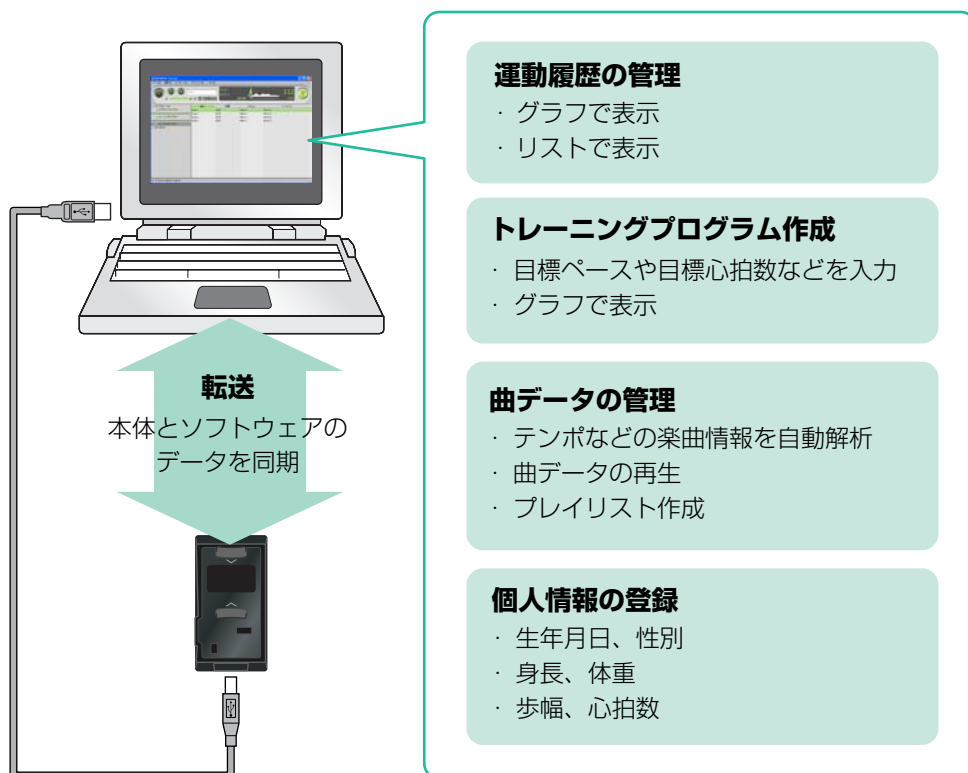 転送
本体とソフトウェアの
データを同期
運動履歴の管理
· グラフで表示
· リストで表示
トレーニングプログラム作成
· 目標ペースや目標心拍数などを入力
· グラフで表示
曲データの管理
· テンポなどの楽曲情報を自動解析
· 曲データの再生
· プレイリスト作成
個人情報の登録
· 生年月日、性別
· 身長、体重
· 歩幅、心拍数